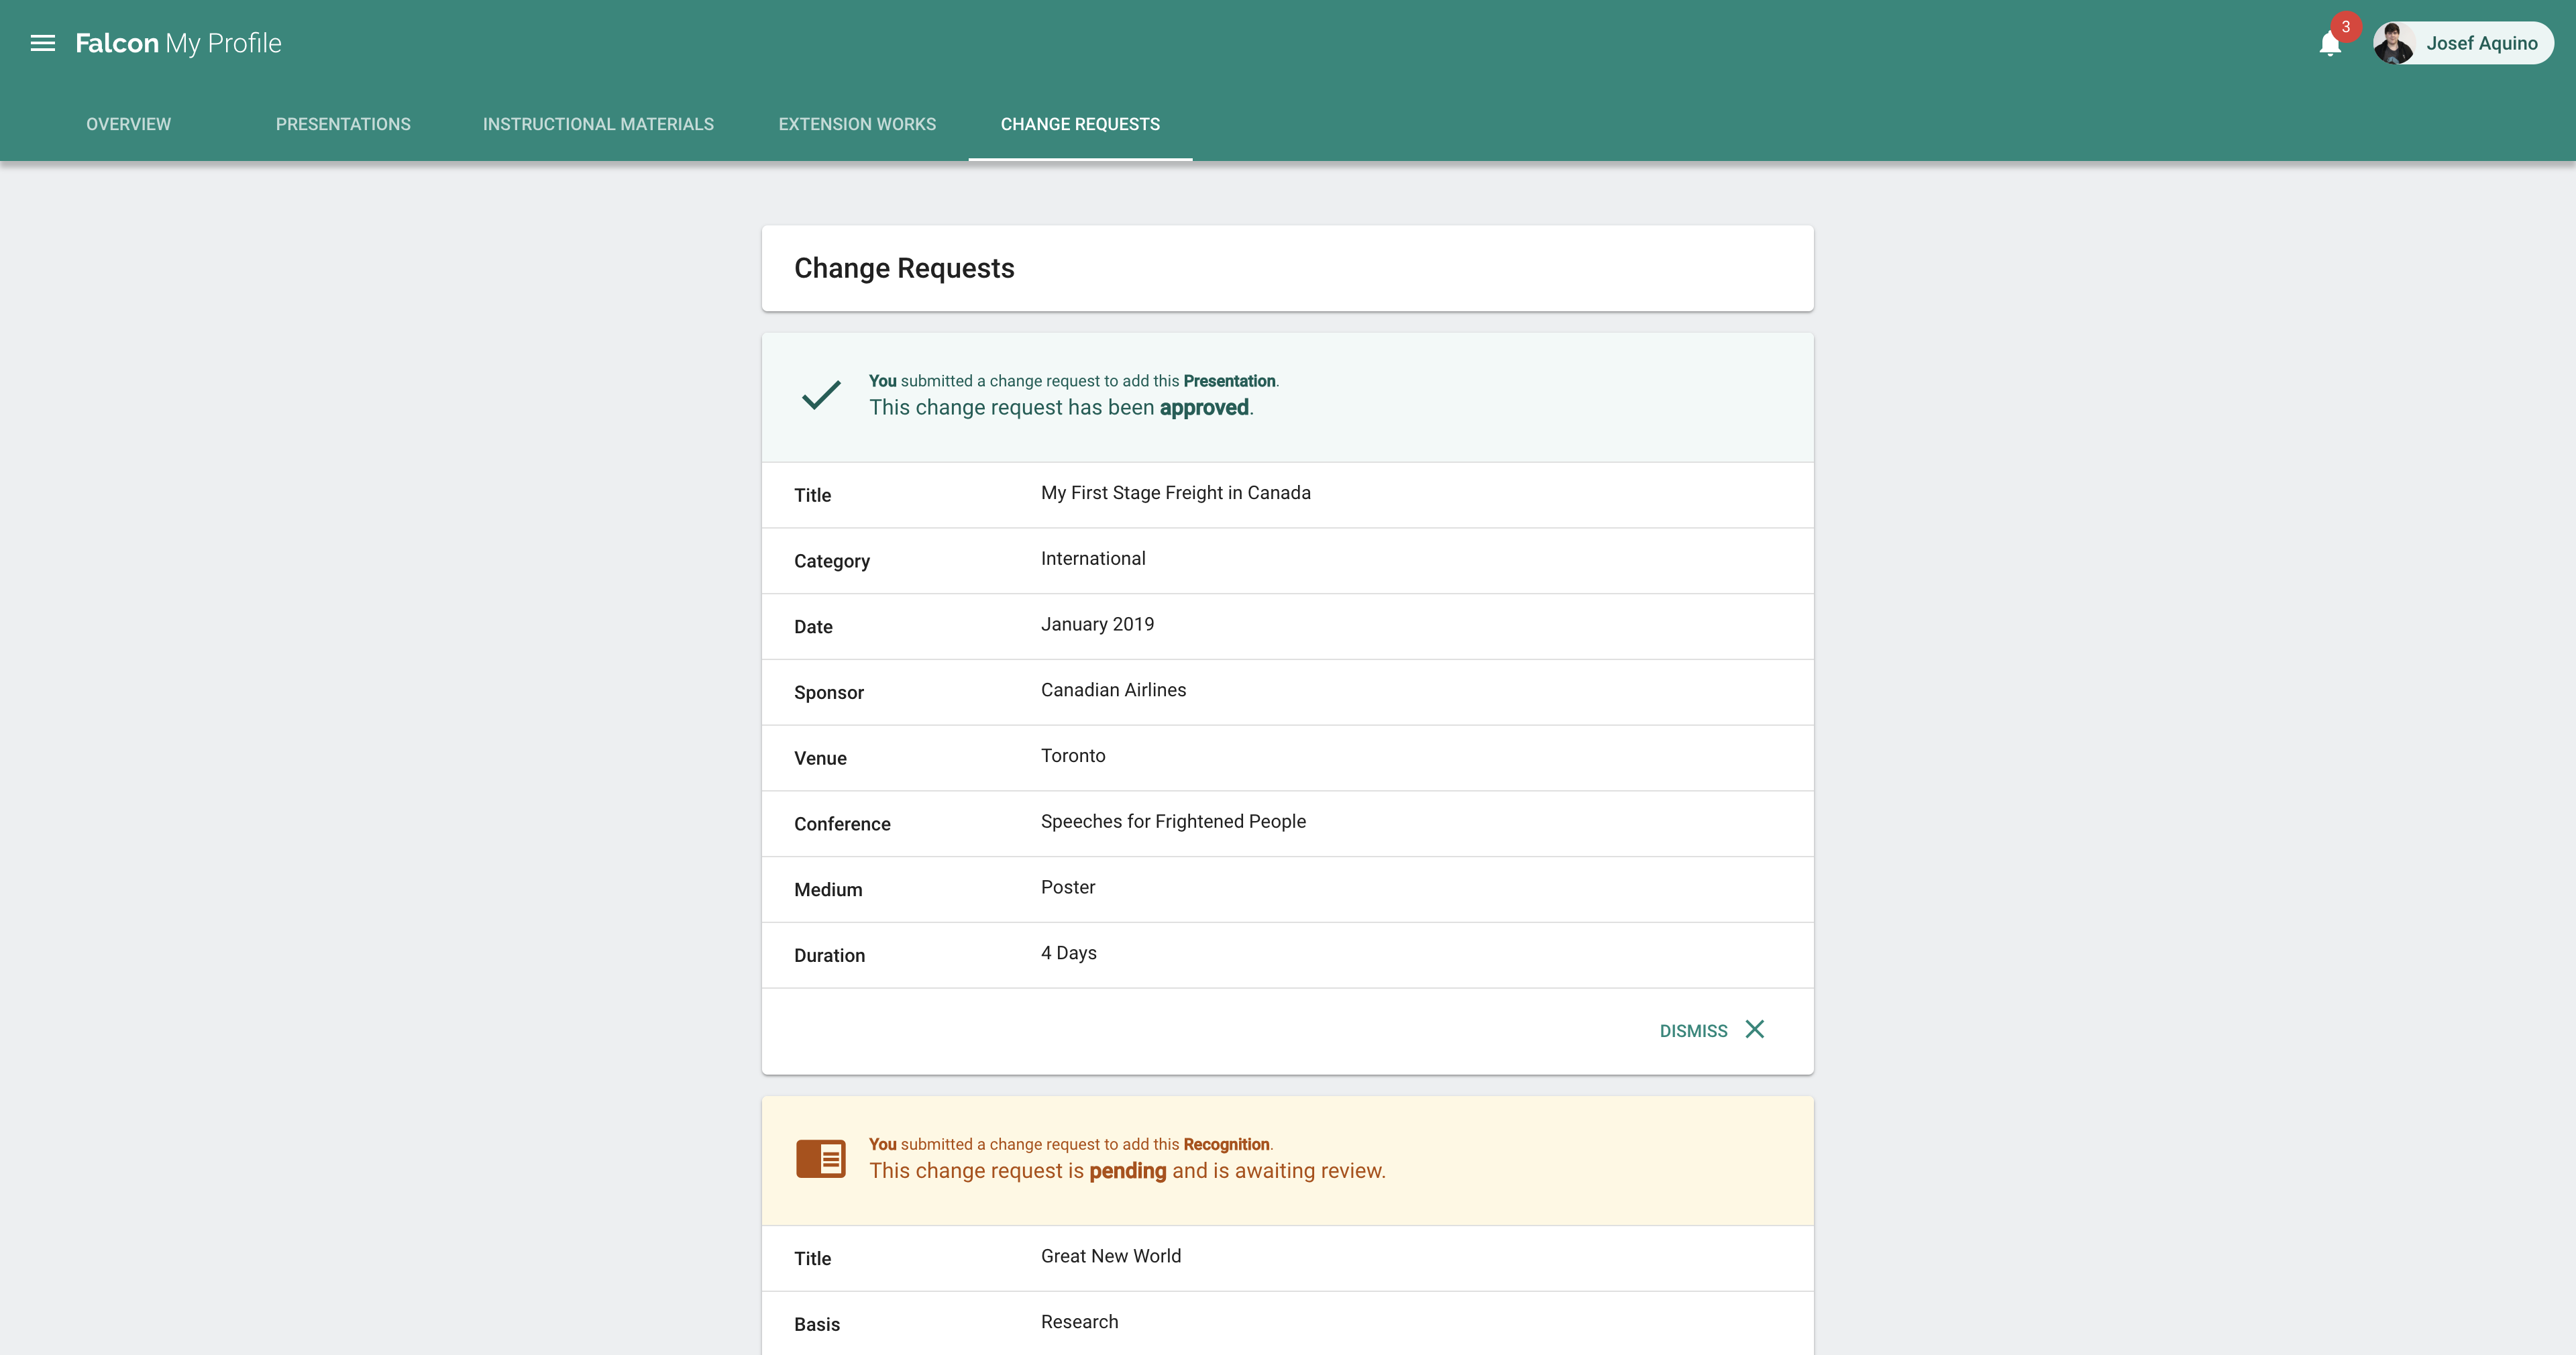 Falcon My Profile
3
Josef Aquino
OVERVIEW
PRESENTATIONS
INSTRUCTIONAL MATERIALS
EXTENSION WORKS
CHANGE REQUESTS
Change Requests
You submitted a change request to add this Presentation.
This change request has been approved.
Title My First Stage Freight in Canada
Category International
Date January 2019
Sponsor Canadian Airlines
Venue Toronto
Conference Speeches for Frightened People
Medium Poster
Duration 4 Days
DISMISS
You submitted a change request to add this Recognition.
This change request is pending and is awaiting review.
Title Great New World
Basis Research